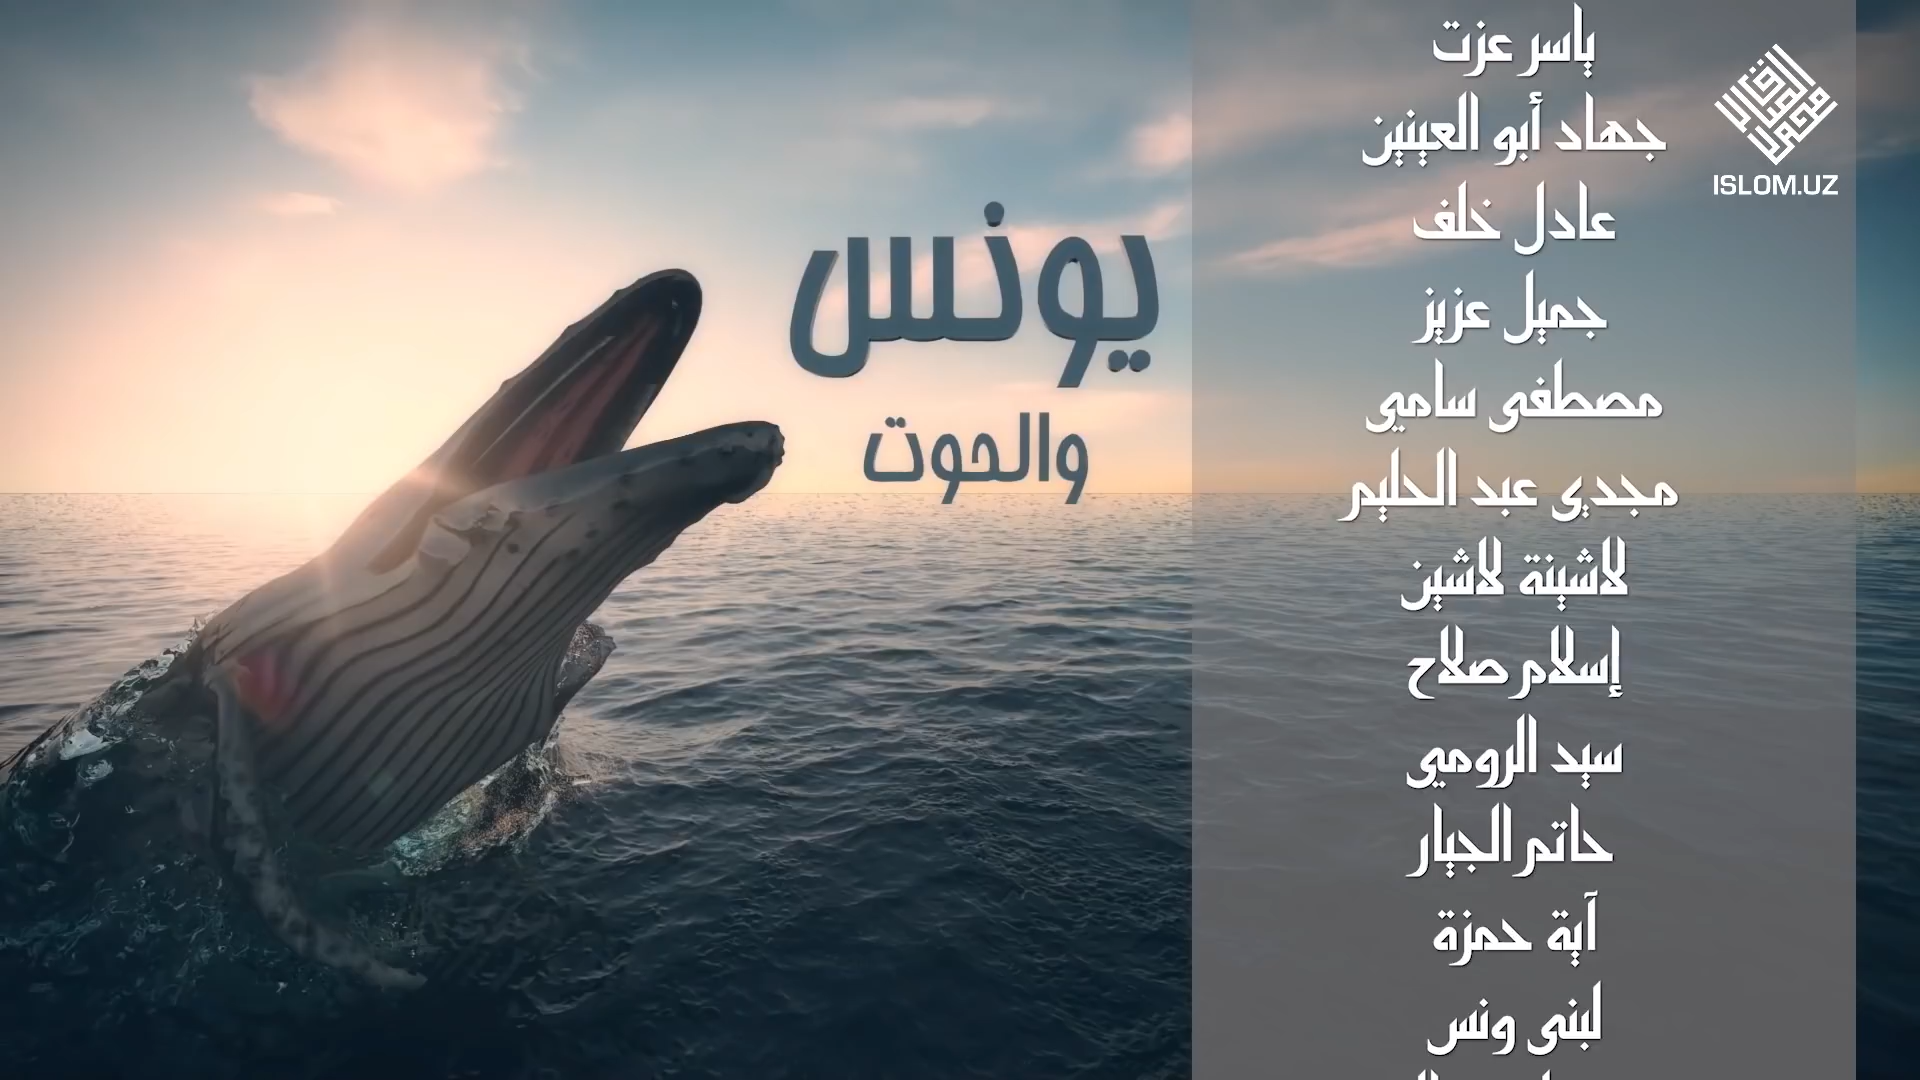 يونس
والحوت
ياسر عزت
جهاد أبو العينين
عادل خلف
جميل عزيز
مصطفى سامي
مجدي عبد الحليم
لاشينة لاشين
إسلام صلاح
سيد الرومي
حاتم الجيار
آية حمزة
لبنى ونس
ISLOM.UZ